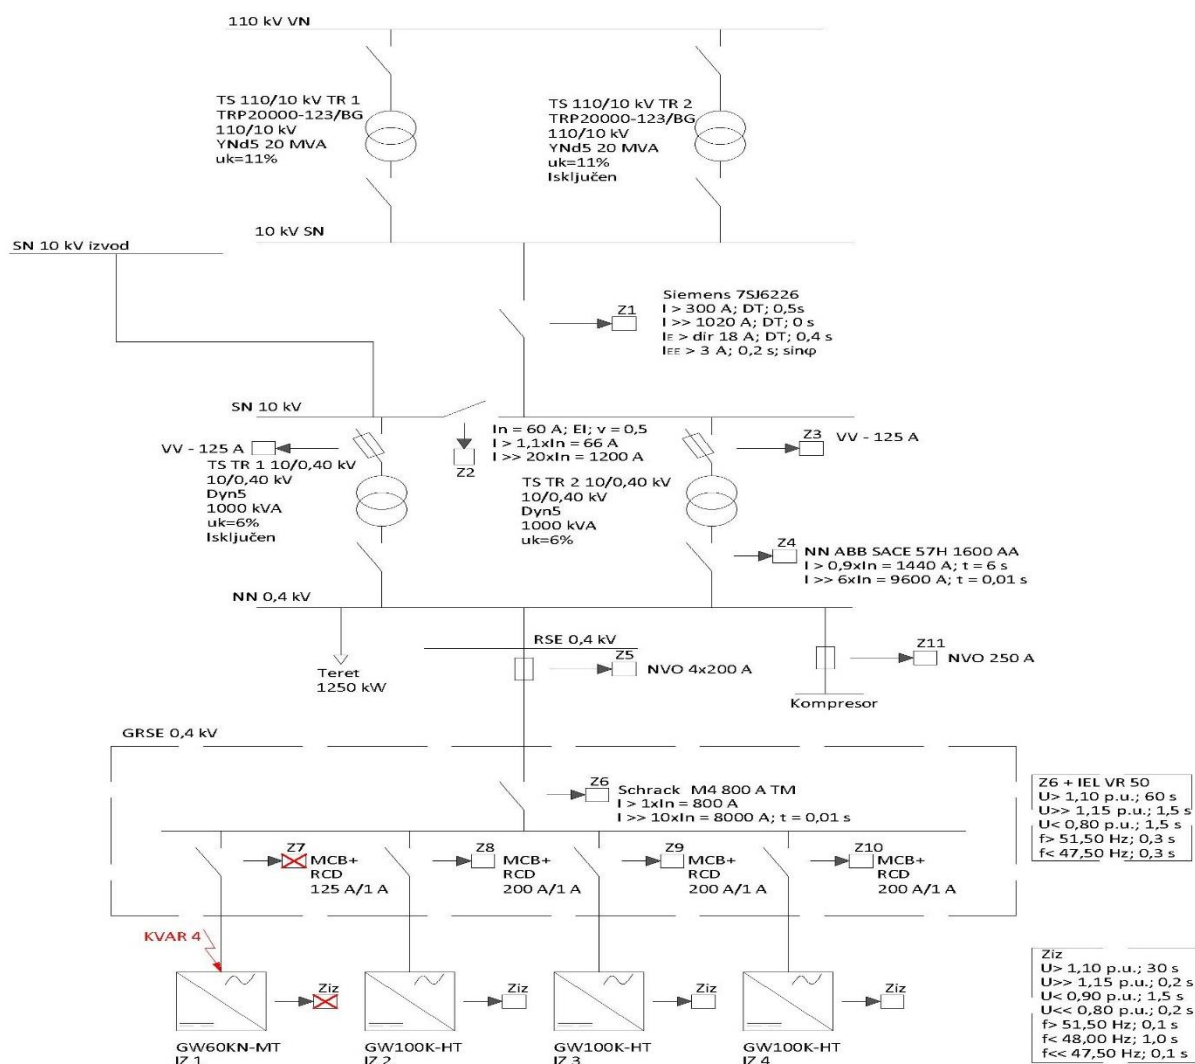 110 kV VN
TS 110/10 kV TR 1
TRP20000-123/BG
110/10 kV
YNd5 20 MVA
uk=11%
TS 110/10 kV TR 2
TRP20000-123/BG
110/10 kV
YNd5 20 MVA
uk=11%
Isključen
10 kV SN
SN 10 kV izvod
Z1
Siemens 7SJ6226
I > 300 A; DT; 0,5s
I >> 1020 A; DT; 0 s
IE > dir 18 A; DT; 0,4 s
IEE > 3 A; 0,2 s; sinφ
SN 10 kV
VV - 125 A
Z2
In = 60 A; EI; v = 0,5
I > 1,1xIn = 66 A
I >> 20xIn = 1200 A
Z3
VV - 125 A
TS TR 1 10/0,40 kV
10/0,40 kV
Dyn5
1000 kVA
uk=6%
Isključen
TS TR 2 10/0,40 kV
10/0,40 kV
Dyn5
1000 kVA
uk=6%
Z4
NN ABB SACE 57H 1600 AA
I > 0,9xIn = 1440 A; t = 6 s
I >> 6xIn = 9600 A; t = 0,01 s
NN 0,4 kV
Teret
1250 kW
RSE 0,4 kV
Z5
NVO 4x200 A
Z11
NVO 250 A
Kompresor
GRSE 0,4 kV
Z6
Schrack M4 800 A TM
I > 1xIn = 800 A
I >> 10xIn = 8000 A; t = 0,01 s
Z6 + IEL VR 50
U> 1,10 p.u.; 60 s
U>> 1,15 p.u.; 1,5 s
U< 0,80 p.u.; 1,5 s
f> 51,50 Hz; 0,3 s
f< 47,50 Hz; 0,3 s
Z7
MCB+
RCD
125 A/1 A
Z8
MCB+
RCD
200 A/1 A
Z9
MCB+
RCD
200 A/1 A
Z10
MCB+
RCD
200 A/1 A
KVAR 4
Ziz
Ziz
Ziz
Ziz
GW60KN-MT
IZ 1
GW100K-HT
IZ 2
GW100K-HT
IZ 3
GW100K-HT
IZ 4
Ziz
U> 1,10 p.u.; 30 s
U>> 1,15 p.u.; 0,2 s
U< 0,90 p.u.; 1,5 s
U<< 0,80 p.u.; 0,2 s
f> 51,50 Hz; 0,1 s
f< 48,00 Hz; 1,0 s
f<< 47,50 Hz; 0,1 s